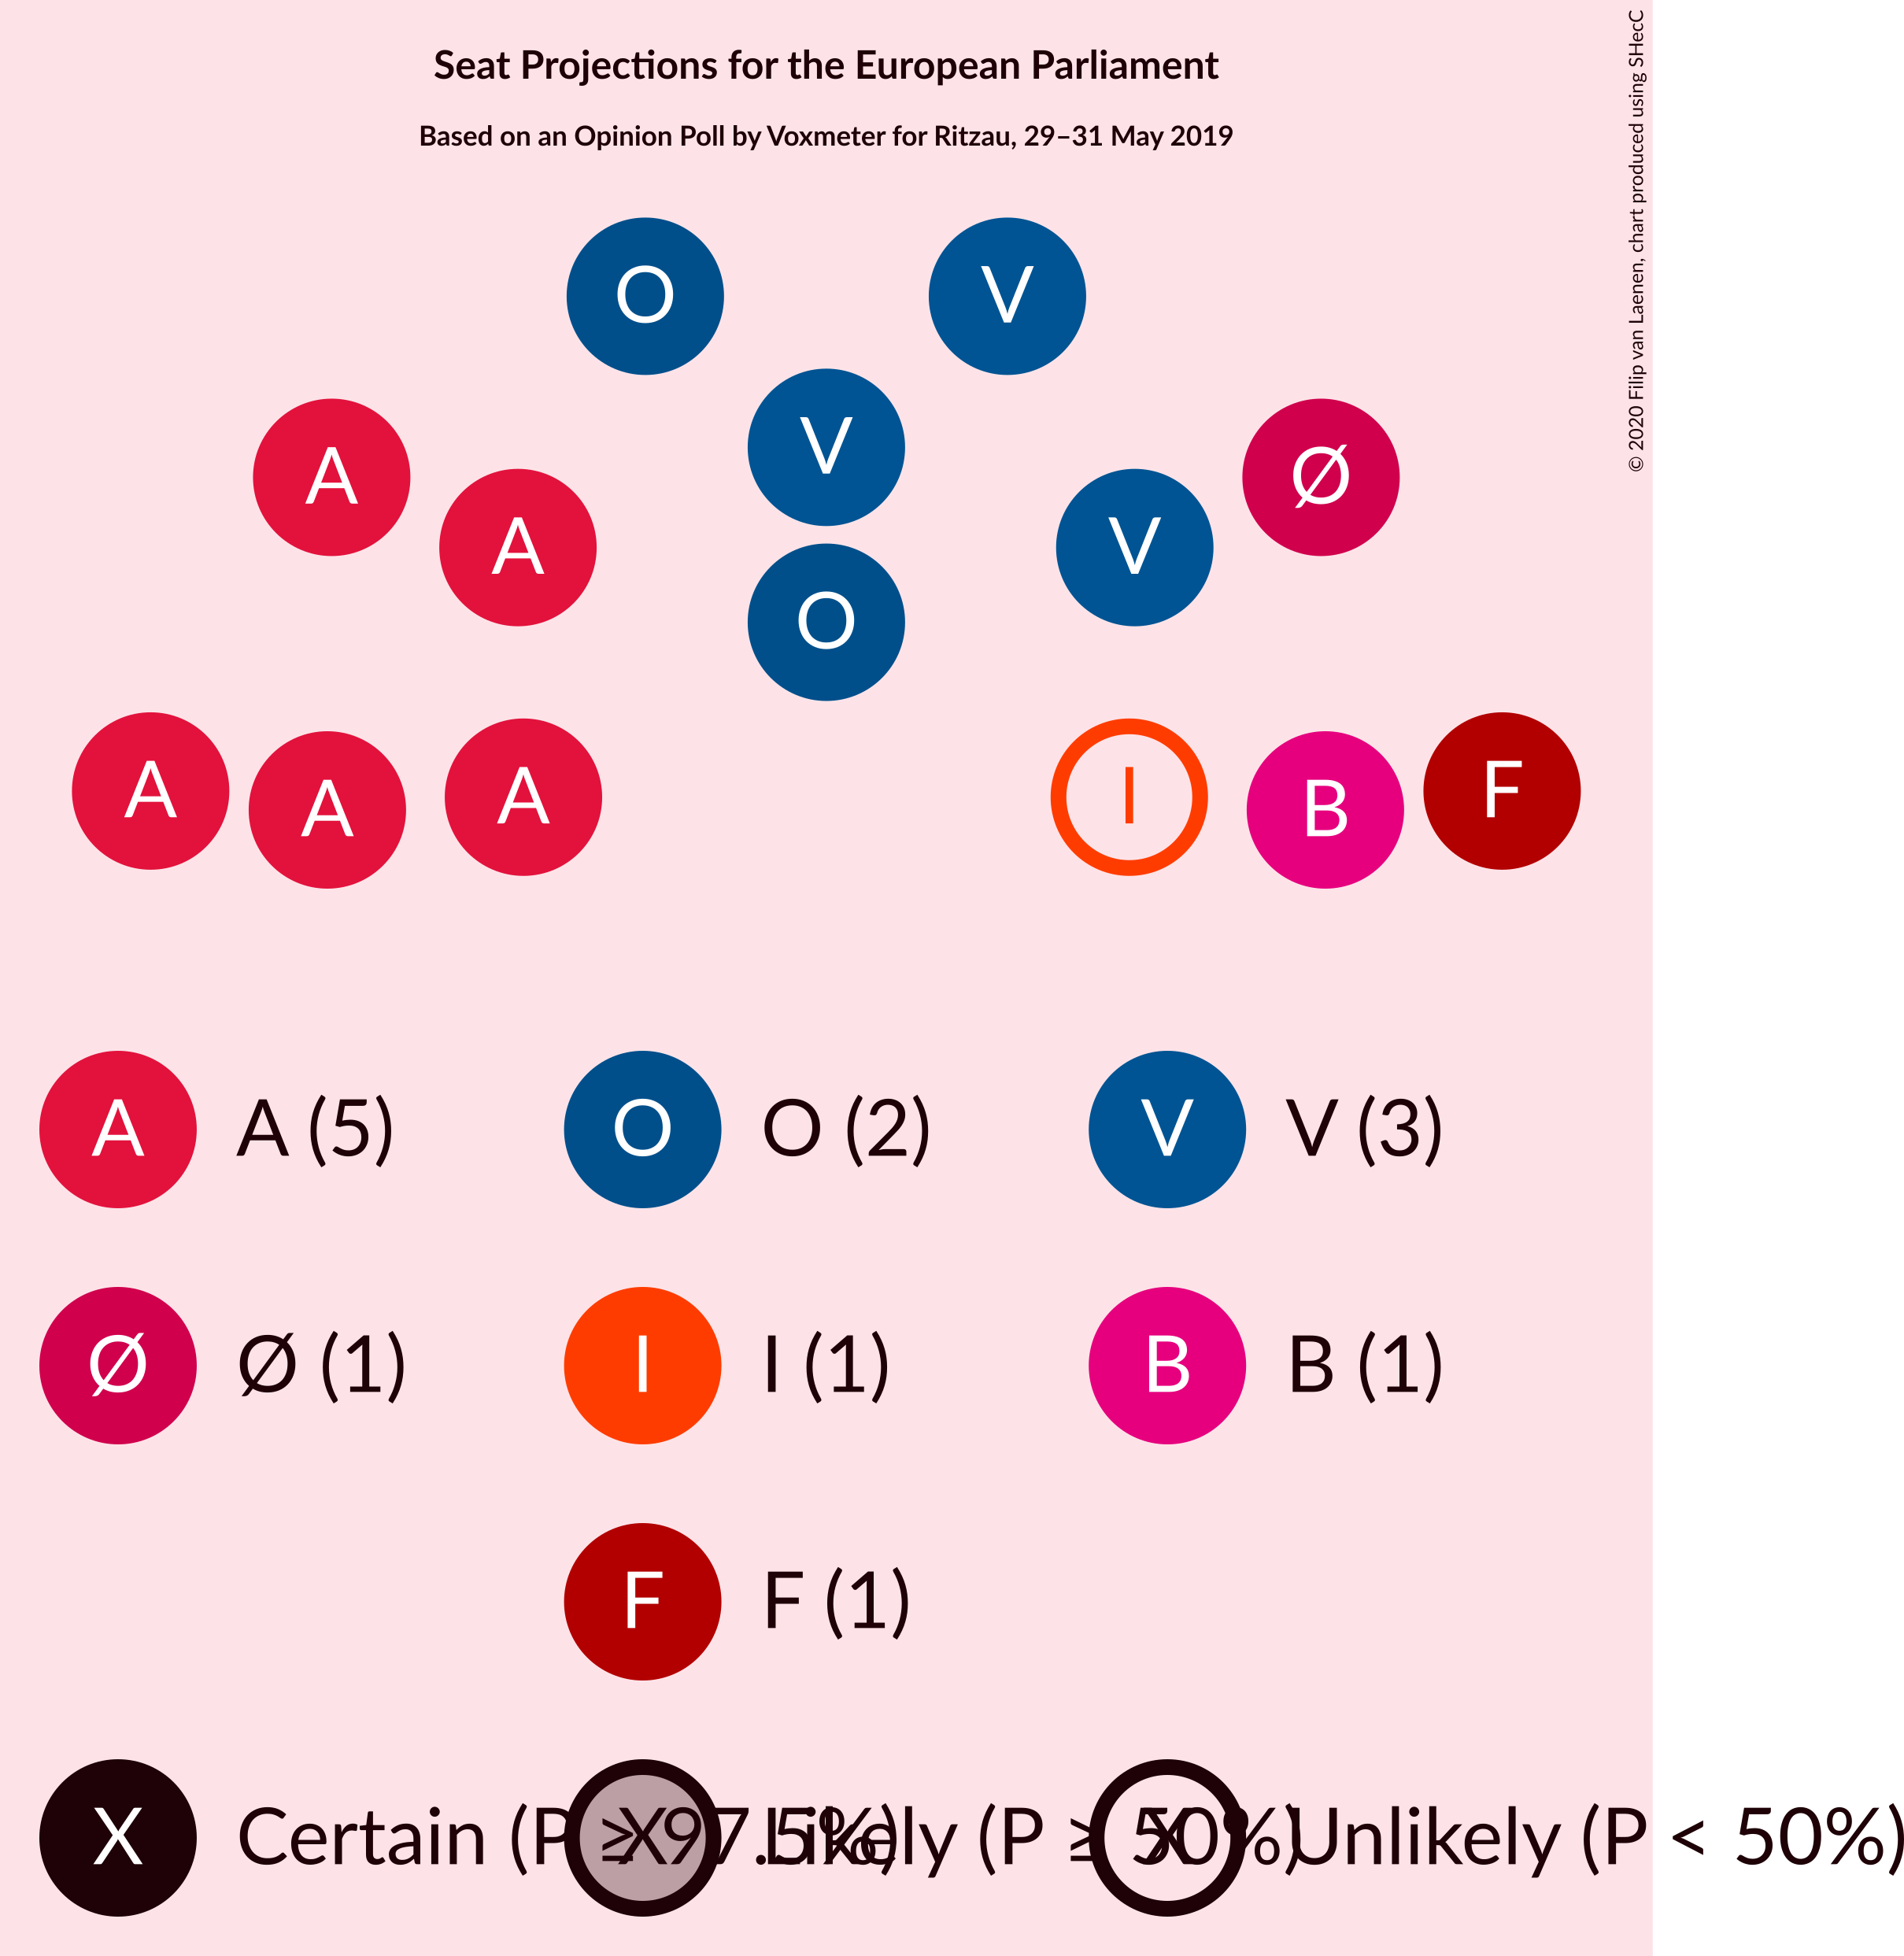 Seat Projections for the European Parliament
Based on an Opinion Poll by Voxmeter for Ritzau, 29–31 May 2019
© 2020 Filip van Laenen, chart produced using SHecC
O V
V
A Ø
A V
O
A A A I B F
A A (5) O O (2) V V (3)
Ø Ø (1) I I (1) B B (1)
F F (1)
X Certain (P ≥ 97.5%) X Likely (P ≥ 50%) X Unlikely (P < 50%)